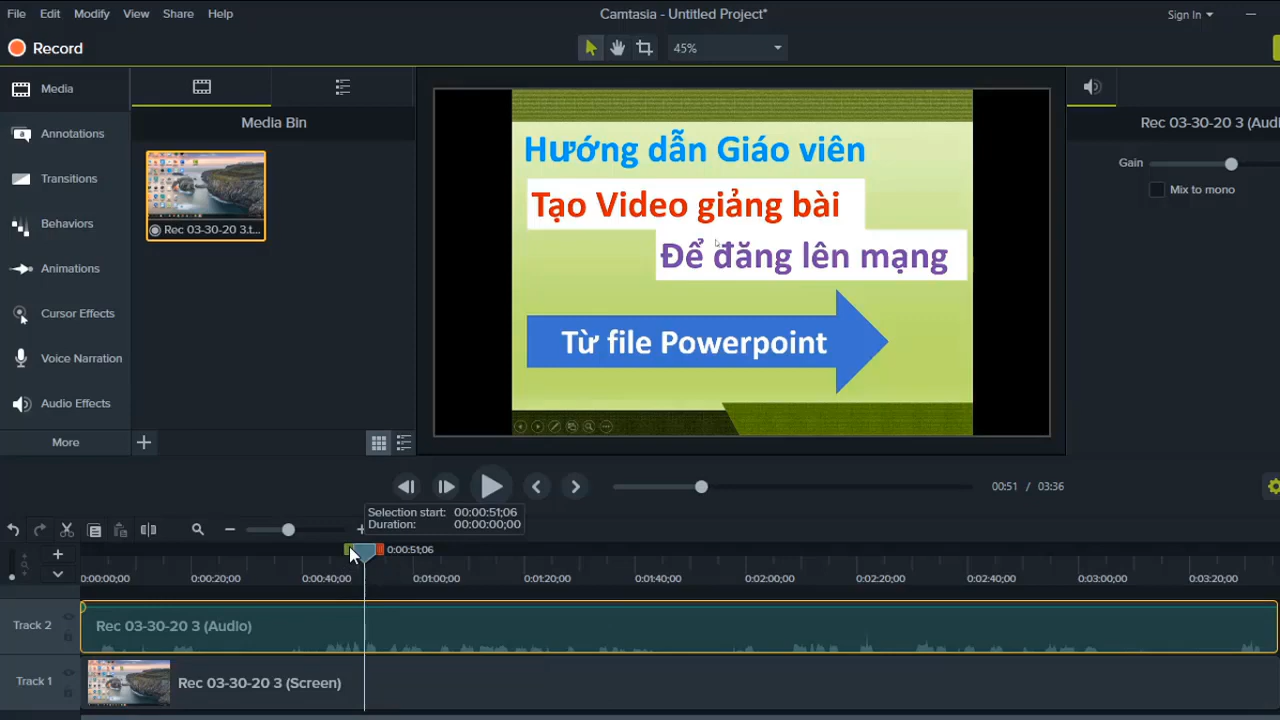 File Edit Modify View Share Help
Camtasia - Untitled Project*
Sign In
Record
45%
Media
Annotations
Transitions
Behaviors
Animations
Cursor Effects
Voice Narration
Audio Effects
More
Media Bin
Rec 03-30-20 3.t...
Hướng dẫn Giáo viên
Tạo Video giảng bài
Để đăng lên mạng
Từ file Powerpoint
Rec 03-30-20 3 (Audi
Gain
Mix to mono
00:51 / 03:36
Selection start: 00:00:51;06
Duration: 00:00:00;00
0:00:51;06
0:00:00;00 0:00:20;00 0:00:40;00 0:01:00;00 0:01:20;00 0:01:40;00 0:02:00;00 0:02:20;00 0:02:40;00 0:03:00;00 0:03:20;00
Track 2
Rec 03-30-20 3 (Audio)
Track 1
Rec 03-30-20 3 (Screen)